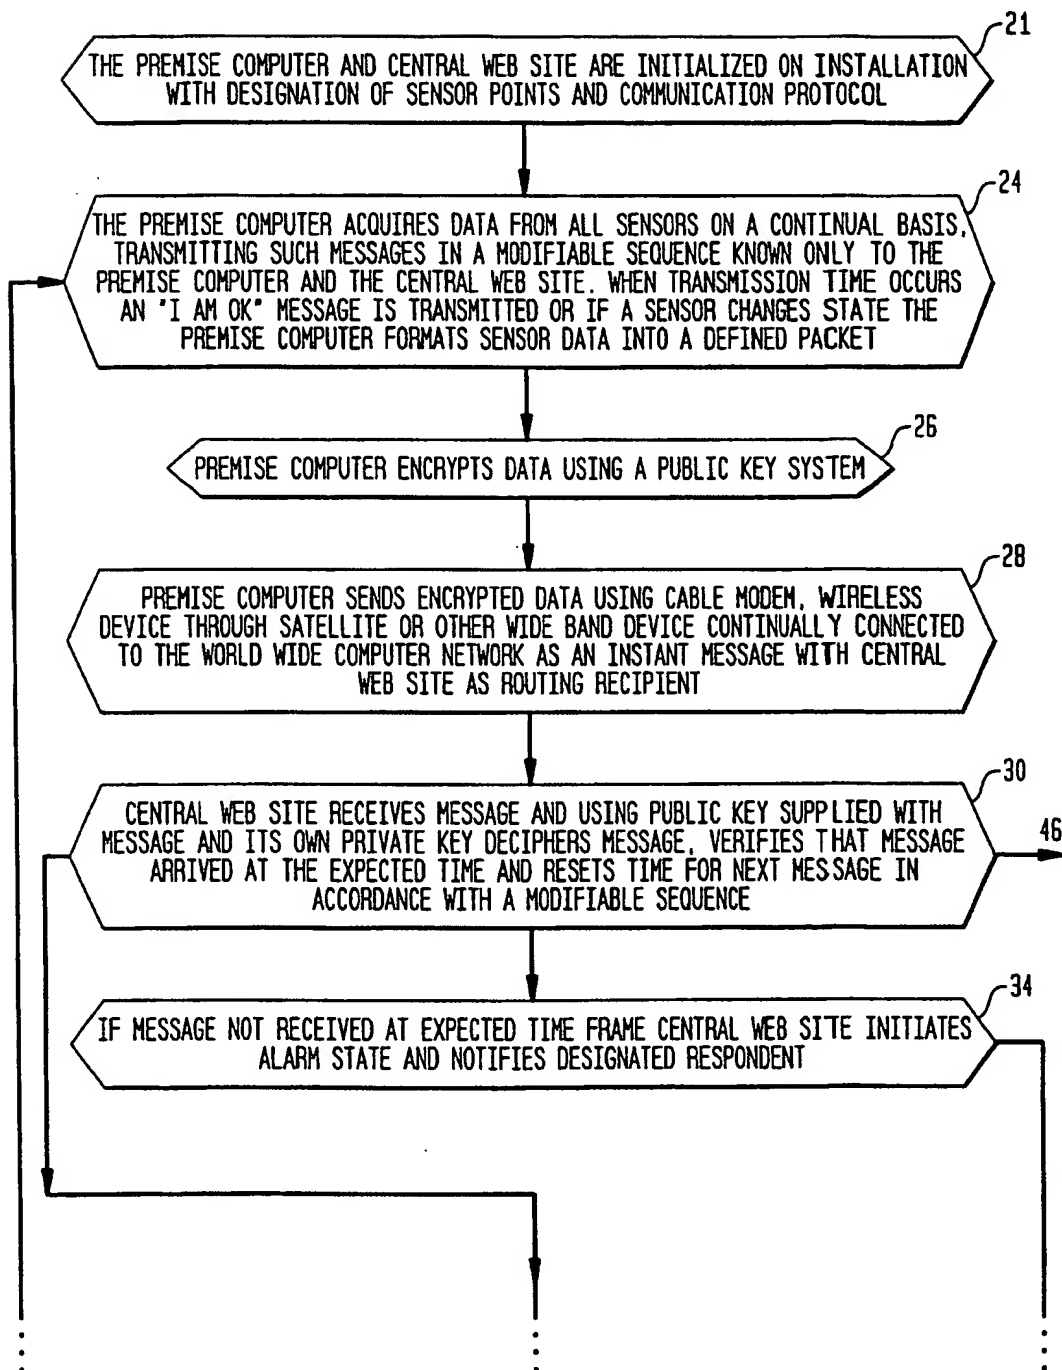 21
THE PREMISE COMPUTER AND CENTRAL WEB SITE ARE INITIALIZED ON INSTALLATION
WITH DESIGNATION OF SENSOR POINTS AND COMMUNICATION PROTOCOL
24
THE PREMISE COMPUTER ACQUIRES DATA FROM ALL SENSORS ON A CONTINUAL BASIS,
TRANSMITTING SUCH MESSAGES IN A MODIFIABLE SEQUENCE KNOWN ONLY TO THE
PREMISE COMPUTER AND THE CENTRAL WEB SITE. WHEN TRANSMISSION TIME OCCURS
AN "I AM OK" MESSAGE IS TRANSMITTED OR IF A SENSOR CHANGES STATE THE
PREMISE COMPUTER FORMATS SENSOR DATA INTO A DEFINED PACKET
26
PREMISE COMPUTER ENCRYPTS DATA USING A PUBLIC KEY SYSTEM
28
PREMISE COMPUTER SENDS ENCRYPTED DATA USING CABLE MODEM, WIRELESS
DEVICE THROUGH SATELLITE OR OTHER WIDE BAND DEVICE CONTINUALLY CONNECTED
TO THE WORLD WIDE COMPUTER NETWORK AS AN INSTANT MESSAGE WITH CENTRAL
WEB SITE AS ROUTING RECIPIENT
30
CENTRAL WEB SITE RECEIVES MESSAGE AND USING PUBLIC KEY SUPPLIED WITH
MESSAGE AND ITS OWN PRIVATE KEY DECIPHERS MESSAGE, VERIFIES THAT MESSAGE
ARRIVED AT THE EXPECTED TIME AND RESETS TIME FOR NEXT MESSAGE IN
ACCORDANCE WITH A MODIFIABLE SEQUENCE
46
34
IF MESSAGE NOT RECEIVED AT EXPECTED TIME FRAME CENTRAL WEB SITE INITIATES
ALARM STATE AND NOTIFIES DESIGNATED RESPONDENT